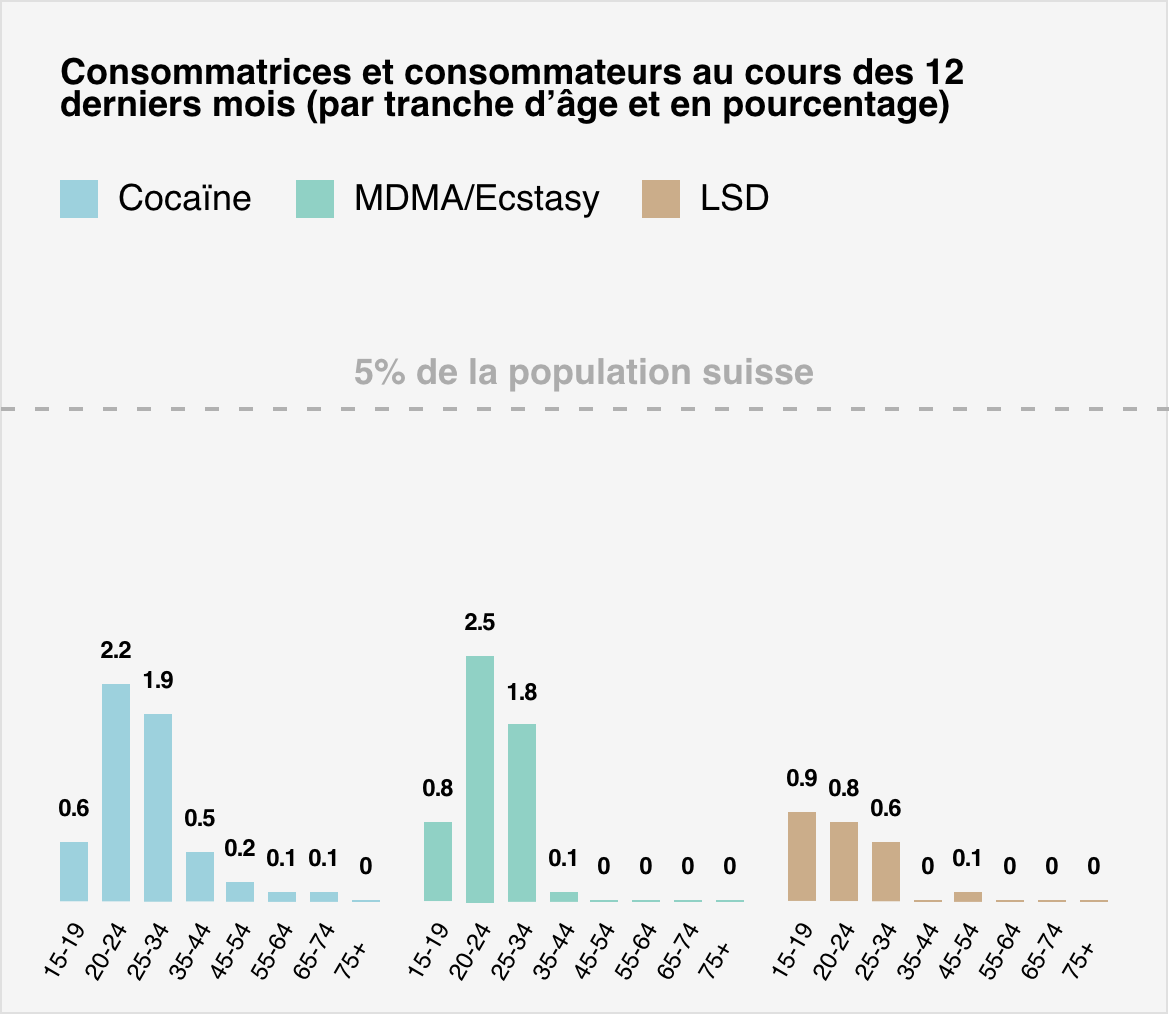 Consommatrices et consommateurs au cours des 12
derniers mois (par tranche d’âge et en pourcentage)
Cocaïne MDMA/Ecstasy LSD
5% de la population suisse
0.6 2.2 1.9 0.5 0.2 0.1 0.1 0
0.8 2.5 1.8 0.1 0 0 0 0
0.9 0.8 0.6 0 0.1 0 0 0
15-19 20-24 25-34 35-44 45-54 55-64 65-74 75+
15-19 20-24 25-34 35-44 45-54 55-64 65-74 75+
15-19 20-24 25-34 35-44 45-54 55-64 65-74 75+